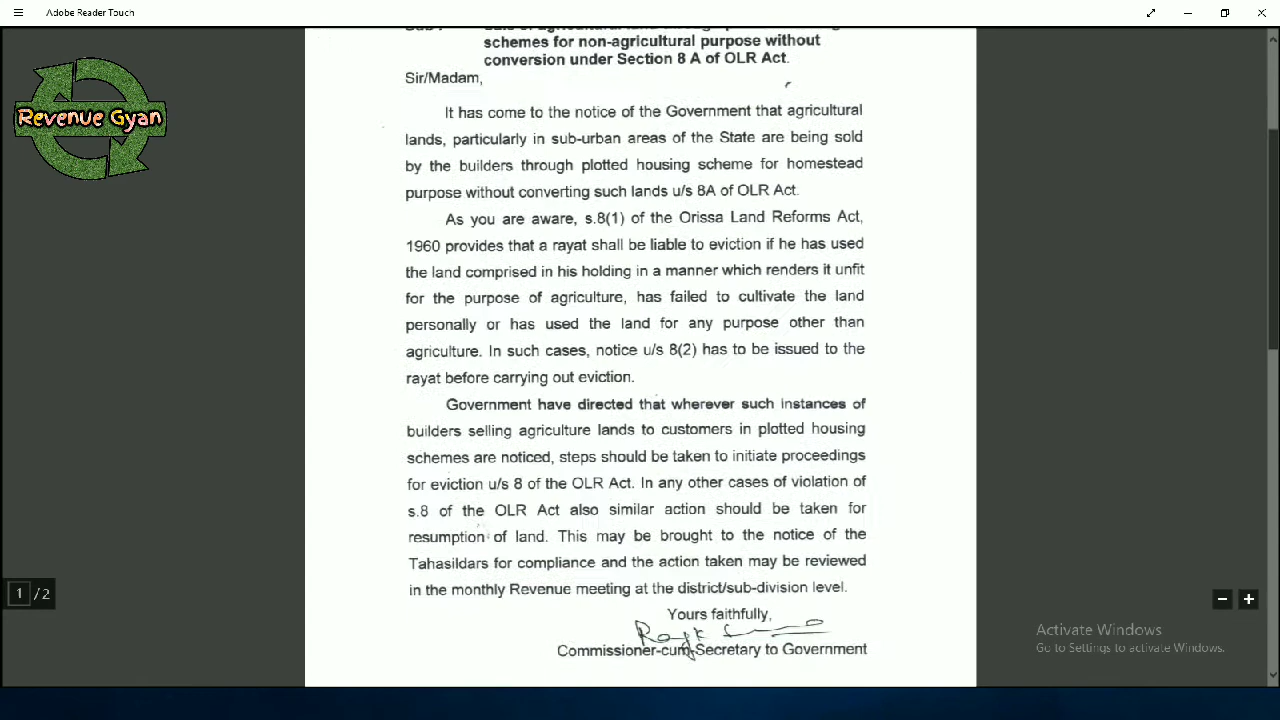 Adobe Reader Touch
Revenue Gyan
schemes for non-agricultural purpose without
conversion under Section 8 A of OLR Act.
Sir/Madam,
It has come to the notice of the Government that agricultural
lands, particularly in sub-urban areas of the State are being sold
by the builders through plotted housing scheme for homestead
purpose without converting such lands u/s 8A of OLR Act.
As you are aware, s.8(1) of the Orissa Land Reforms Act,
1960 provides that a rayat shall be liable to eviction if he has used
the land comprised in his holding in a manner which renders it unfit
for the purpose of agriculture, has failed to cultivate the land
personally or has used the land for any purpose other than
agriculture. In such cases, notice u/s 8(2) has to be issued to the
rayat before carrying out eviction.
Government have directed that wherever such instances of
builders selling agriculture lands to customers in plotted housing
schemes are noticed, steps should be taken to initiate proceedings
for eviction u/s 8 of the OLR Act. In any other cases of violation of
s.8 of the OLR Act also similar action should be taken for
resumption of land. This may be brought to the notice of the
Tahasildars for compliance and the action taken may be reviewed
in the monthly Revenue meeting at the district/sub-division level.
Yours faithfully,
Commissioner-cum-Secretary to Government
1 / 2
Activate Windows
Go to Settings to activate Windows.